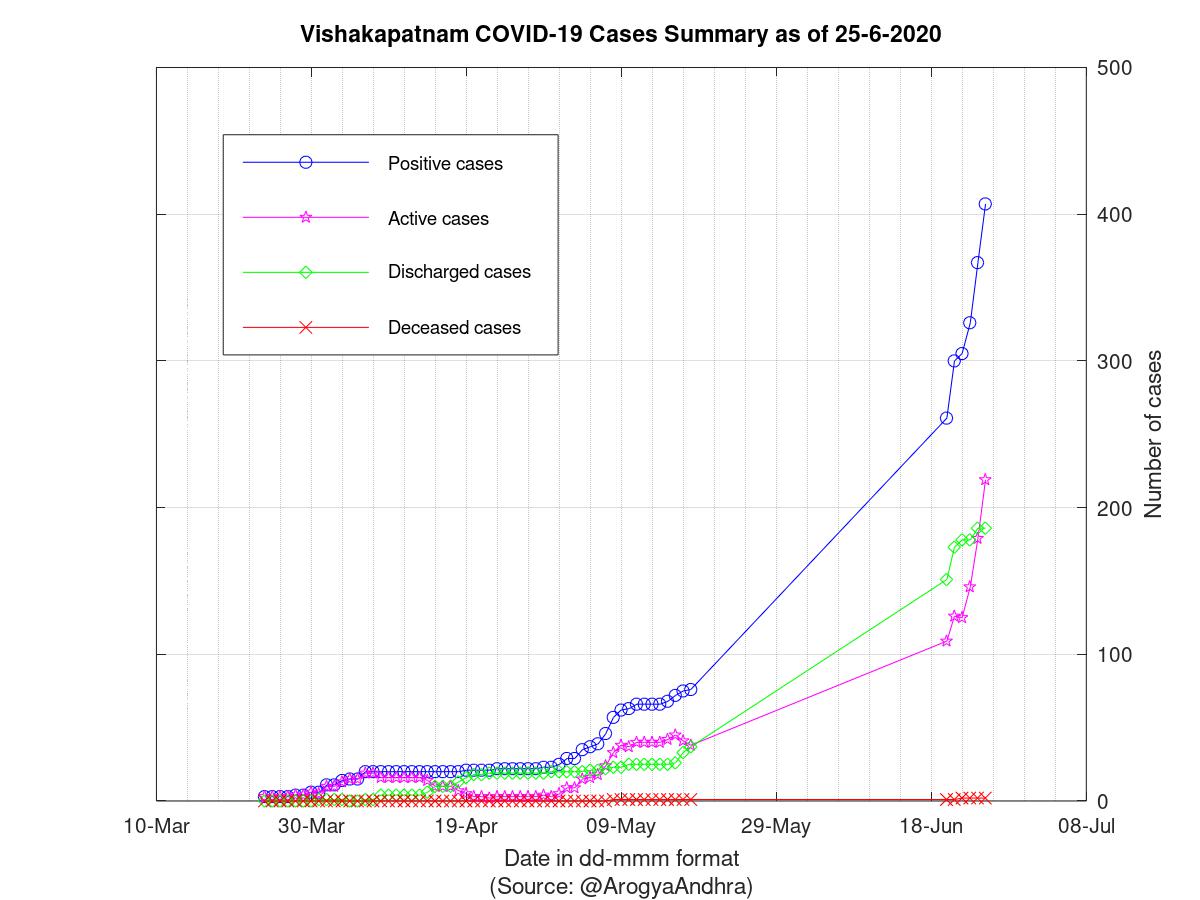 Vishakapatnam COVID-19 Cases Summary as of 25-6-2020
500
400
300
200
100
0
Number of cases
Positive cases
Active cases
Discharged cases
Deceased cases
10-Mar 30-Mar 19-Apr 09-May 29-May 18-Jun 08-Jul
Date in dd-mmm format
(Source: @ArogyaAndhra)